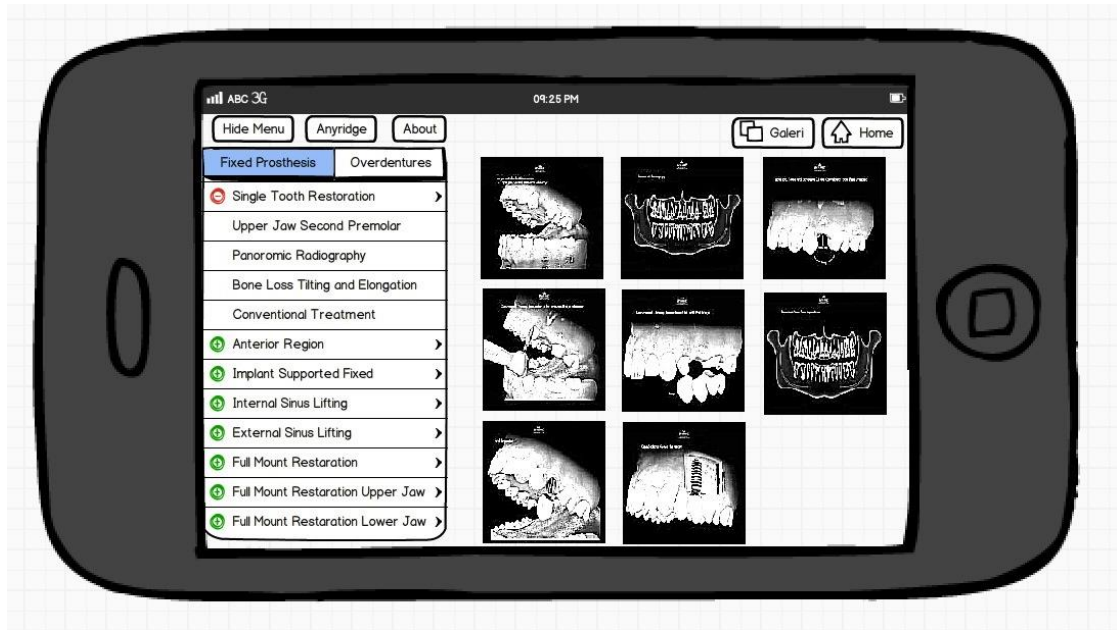 ABC 3G
09:25 PM
Hide Menu
Anyridge
About
Galeri
Home
Fixed Prosthesis
Overdentures
Single Tooth Restoration
Upper Jaw Second Premolar
Panoromic Radiography
Bone Loss Tilting and Elongation
Conventional Treatment
Anterior Region
Implant Supported Fixed
Internal Sinus Lifting
External Sinus Lifting
Full Mount Restaration
Full Mount Restaration Upper Jaw
Full Mount Restaration Lower Jaw